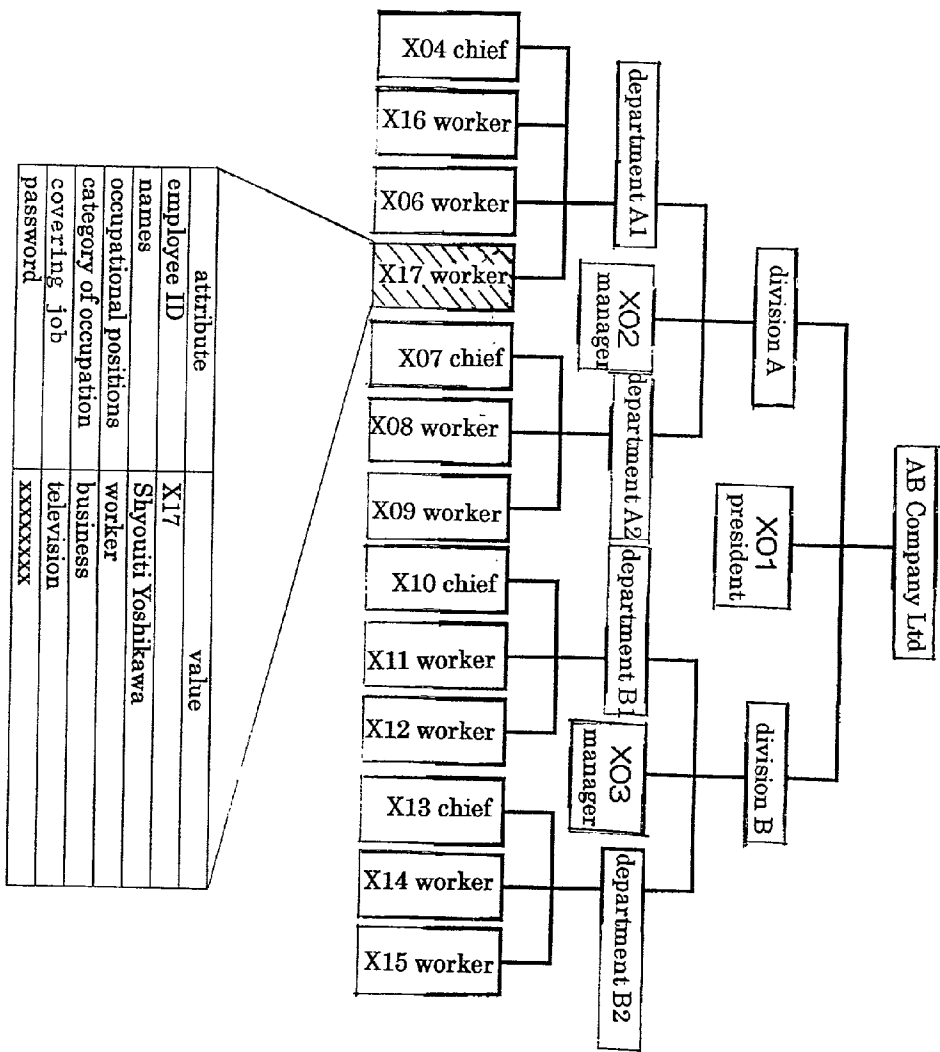 AB Company Ltd
division A
X01
president
division B
department A1
X02
manager
department A2
department B1
X03
manager
department B2
X04 chief
X16 worker
X06 worker
X17 worker
X07 chief
X08 worker
X09 worker
X10 chief
X11 worker
X12 worker
X13 chief
X14 worker
X15 worker
attribute value
employee ID X17
names Shyouiti Yoshikawa
occupational positions worker
category of occupation business
covering job television
password xxxxxxxx